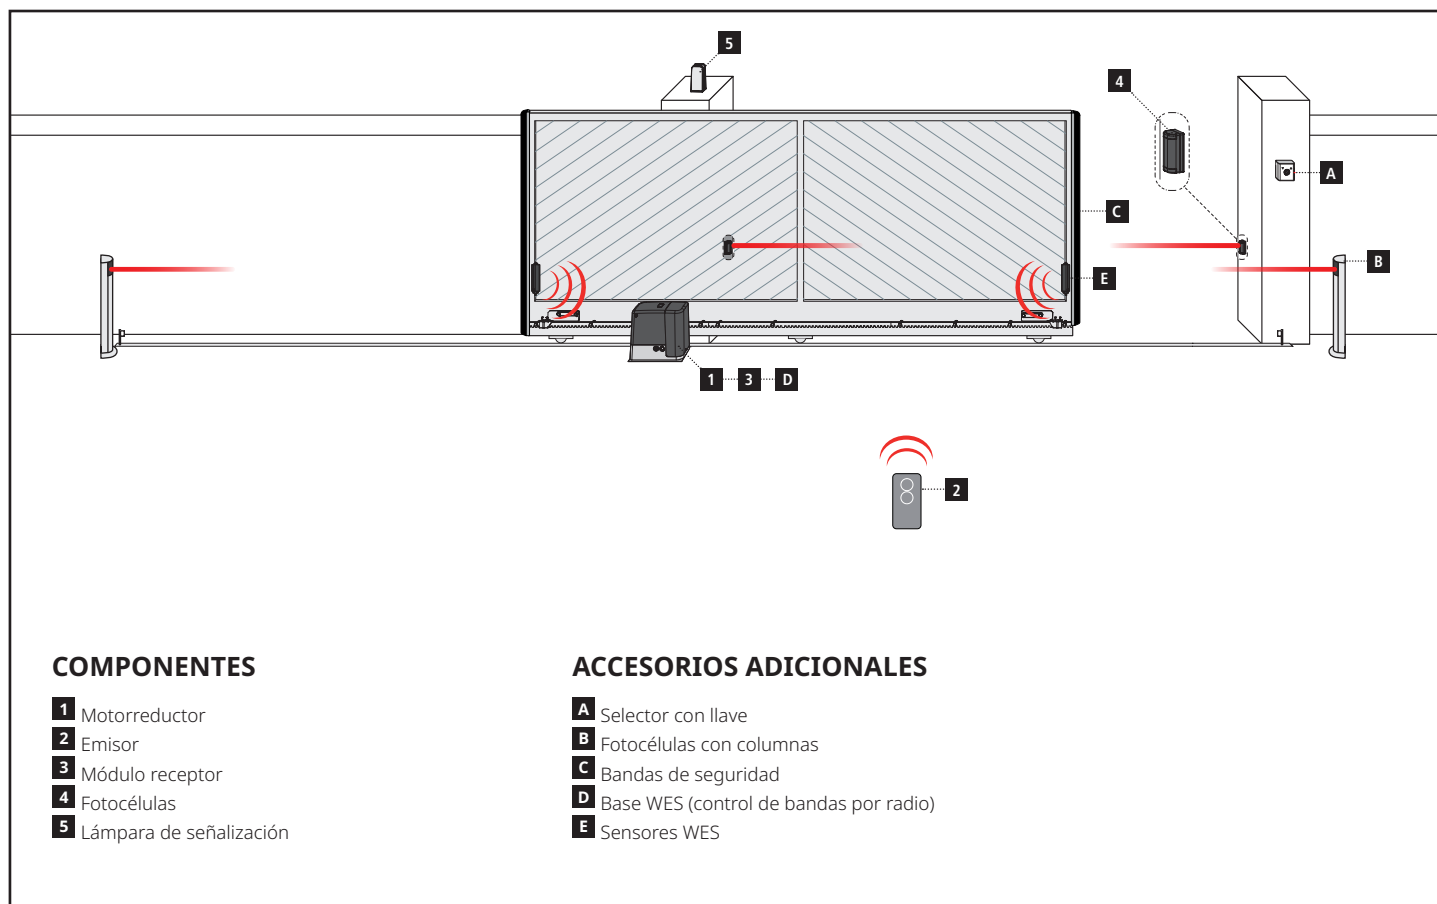 5
4
A
C
B
E
1 3 D
2
COMPONENTES
1 Motorreductor
2 Emisor
3 Módulo receptor
4 Fotocélulas
5 Lámpara de señalización
ACCESORIOS ADICIONALES
A Selector con llave
B Fotocélulas con columnas
C Bandas de seguridad
D Base WES (control de bandas por radio)
E Sensores WES